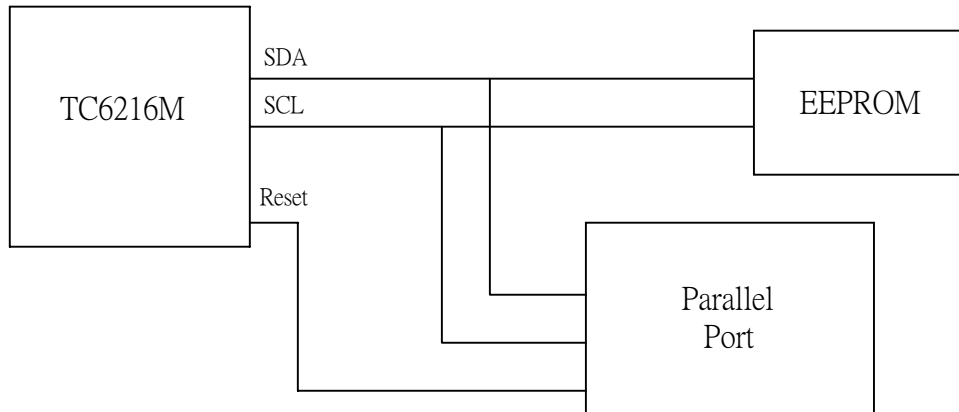 SDA
TC6216M
SCL
EEPROM
Reset
Parallel
Port